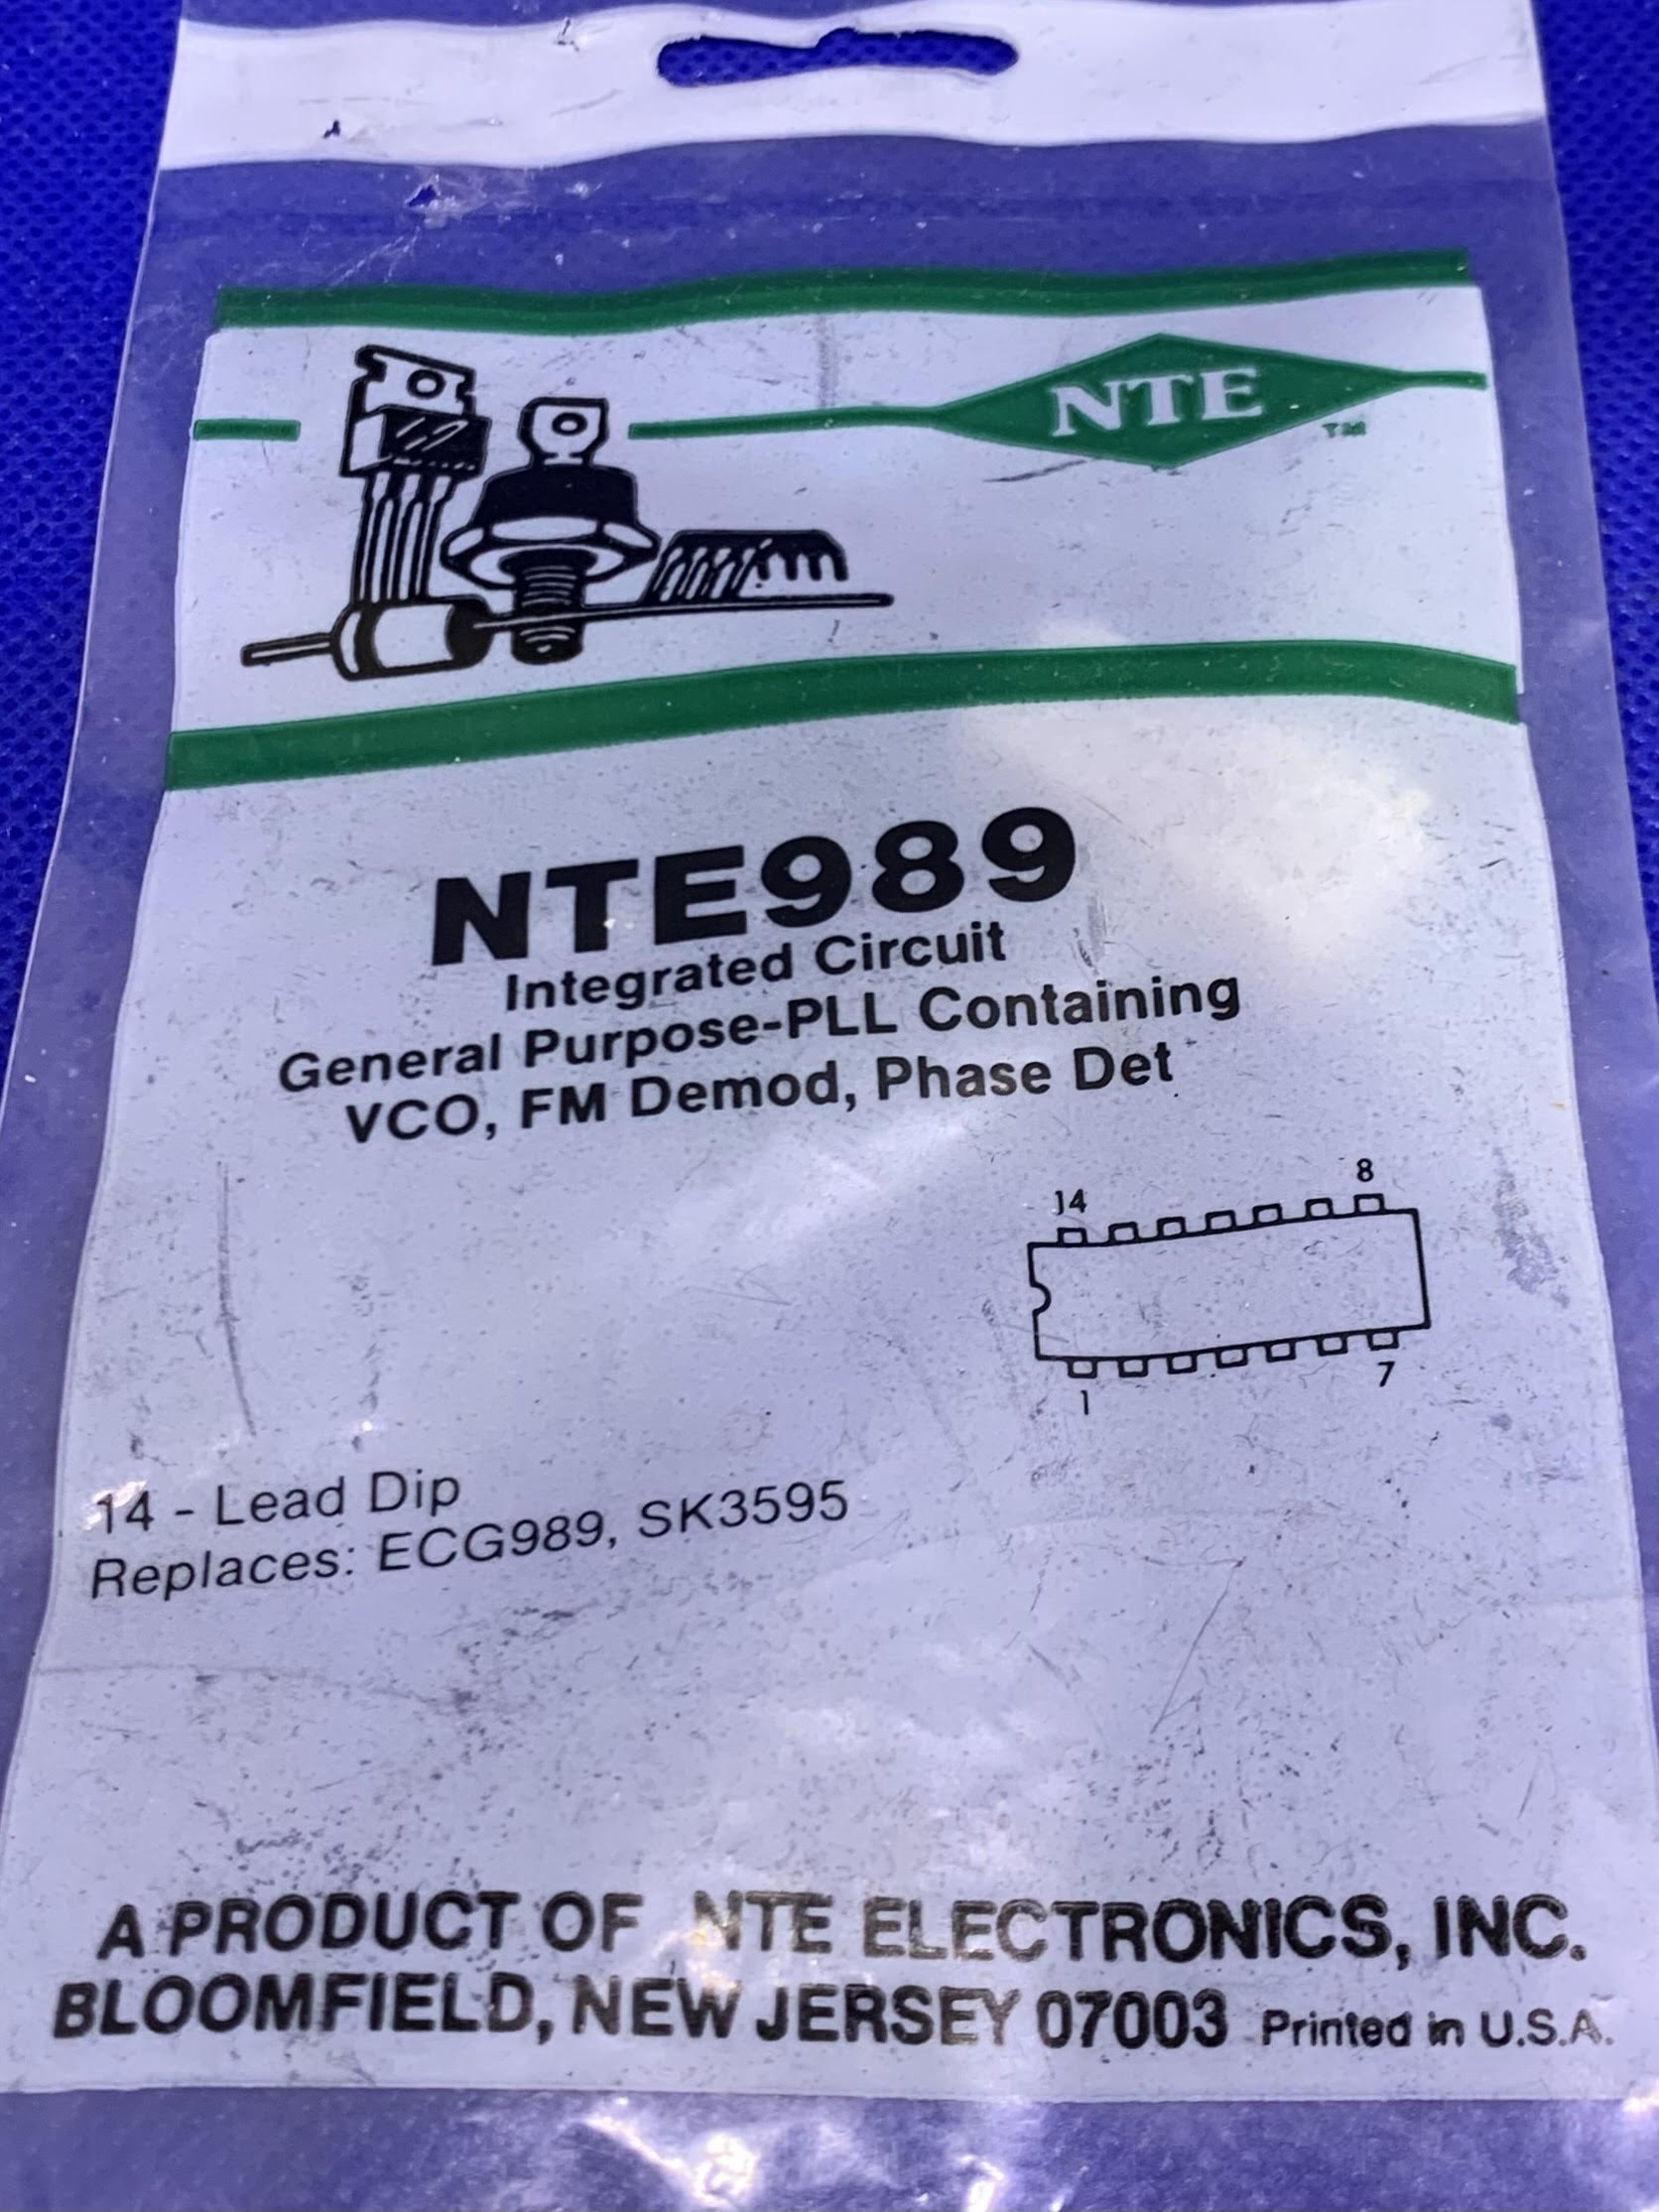 NTE
TM
NTE989
Integrated Circuit
General Purpose-PLL Containing
VCO, FM Demod, Phase Det
14 8
1 7
14 - Lead Dip
Replaces: ECG989, SK3595
A PRODUCT OF NTE ELECTRONICS, INC.
BLOOMFIELD, NEW JERSEY 07003 Printed in U.S.A.